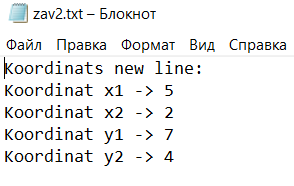 zav2.txt – Блокнот
Файл Правка Формат Вид Справка
Koordinats new line:
Koordinat x1 -> 5
Koordinat x2 -> 2
Koordinat y1 -> 7
Koordinat y2 -> 4